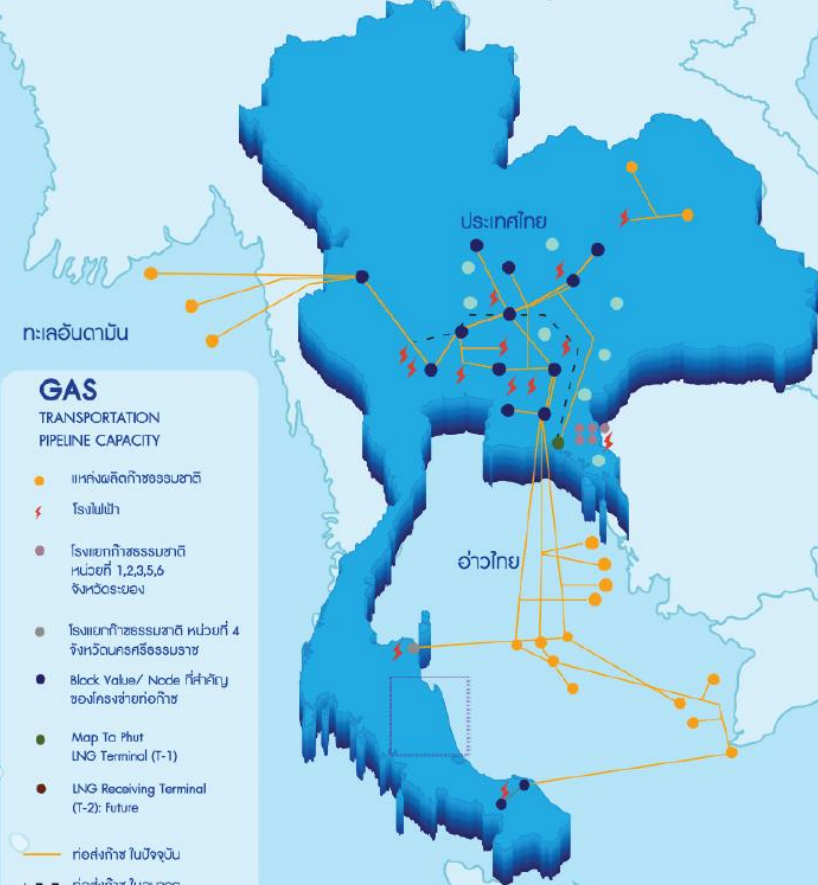 ประเทศไทย
ทะเลอันดามัน
อ่าวไทย
GAS
TRANSPORTATION
PIPELINE CAPACITY
แหล่งผลิตก๊าซธรรมชาติ
โรงไฟฟ้า
โรงแยกก๊าซธรรมชาติ
หน่วยที่ 1,2,3,5,6
จังหวัดระยอง
โรงแยกก๊าซธรรมชาติ หน่วยที่ 4
จังหวัดนครศรีธรรมราช
Block Value/ Node ที่สำคัญ
ของโครงข่ายท่อก๊าซ
Map Ta Phut
LNG Terminal (T-1)
LNG Receiving Terminal
(T-2): Future
ท่อส่งก๊าซ ในปัจจุบัน